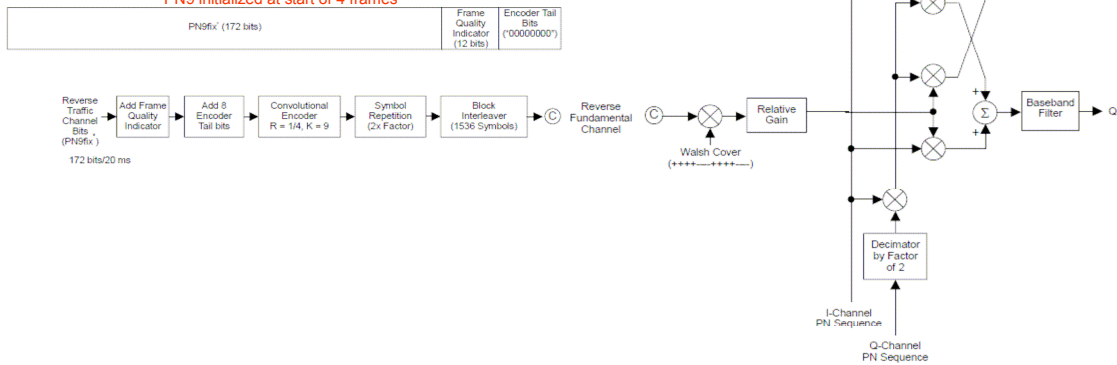 PN9 initialized at start of 4 frames
PN9fix* (172 bits)
Frame
Quality
Indicator
(12 bits)
Encoder Tail
Bits
("00000000")
Reverse
Traffic
Channel
Bits
(PN9fix*)
172 bits/20 ms
Add Frame
Quality
Indicator
Add 8
Encoder
Tail bits
Convolutional
Encoder
R = 1/4, K = 9
Symbol
Repetition
(2x Factor)
Block
Interleaver
(1536 Symbols)
C
Reverse
Fundamental
Channel
C
Walsh Cover
(++++----++++----)
Relative
Gain
+
Σ
+
Baseband
Filter
Q
Decimator
by Factor
of 2
I-Channel
PN Sequence
Q-Channel
PN Sequence